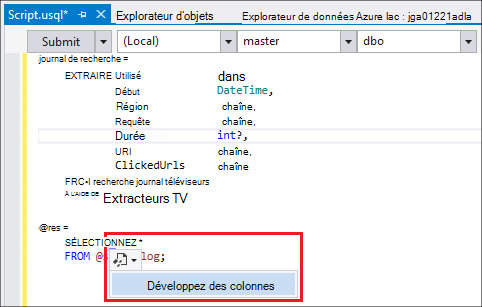 Script.usql* Explorateur d'objets Explorateur de données Azure lac : jga01221adla
Submit (Local) master dbo
journal de recherche =
EXTRAIRE Utilisé dans
Début DateTime,
Région chaîne,
Requête chaîne,
Durée int?,
URI chaîne,
ClickedUrls chaîne
FRC•I recherche journal téléviseurs
À L'AIDE DE Extracteurs TV
@res =
SÉLECTIONNEZ *
FROM @s log;
Développez des colonnes